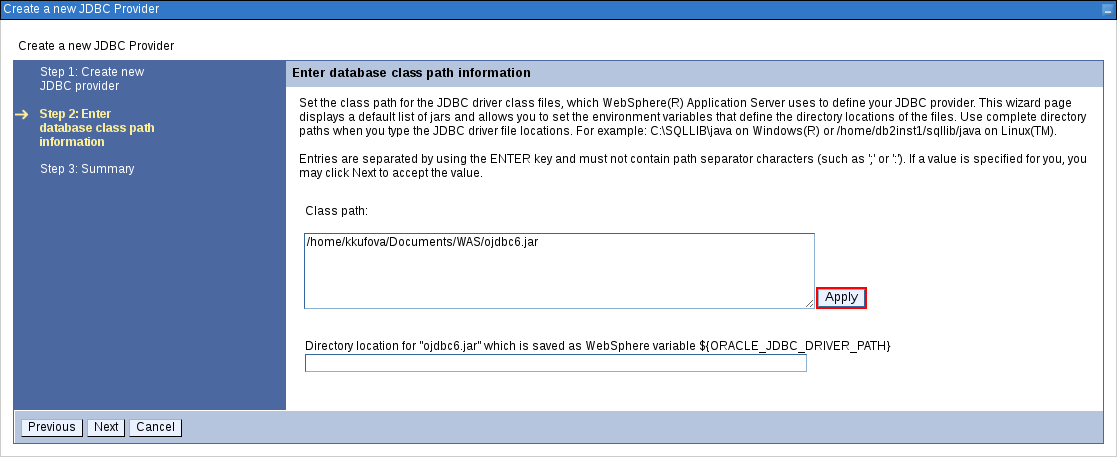 Create a new JDBC Provider
Create a new JDBC Provider
Step 1: Create new
JDBC provider
Step 2: Enter
database class path
information
Step 3: Summary
Enter database class path information
Set the class path for the JDBC driver class files, which WebSphere(R) Application Server uses to define your JDBC provider. This wizard page
displays a default list of jars and allows you to set the environment variables that define the directory locations of the files. Use complete directory
paths when you type the JDBC driver file locations. For example: C:\SQLLIB\java on Windows(R) or /home/db2inst1/sqllib/java on Linux(TM).
Entries are separated by using the ENTER key and must not contain path separator characters (such as ';' or ':'). If a value is specified for you, you
may click Next to accept the value.
Class path:
/home/kkufova/Documents/WAS/ojdbc6.jar
Apply
Directory location for "ojdbc6.jar" which is saved as WebSphere variable ${ORACLE_JDBC_DRIVER_PATH}
Previous Next Cancel